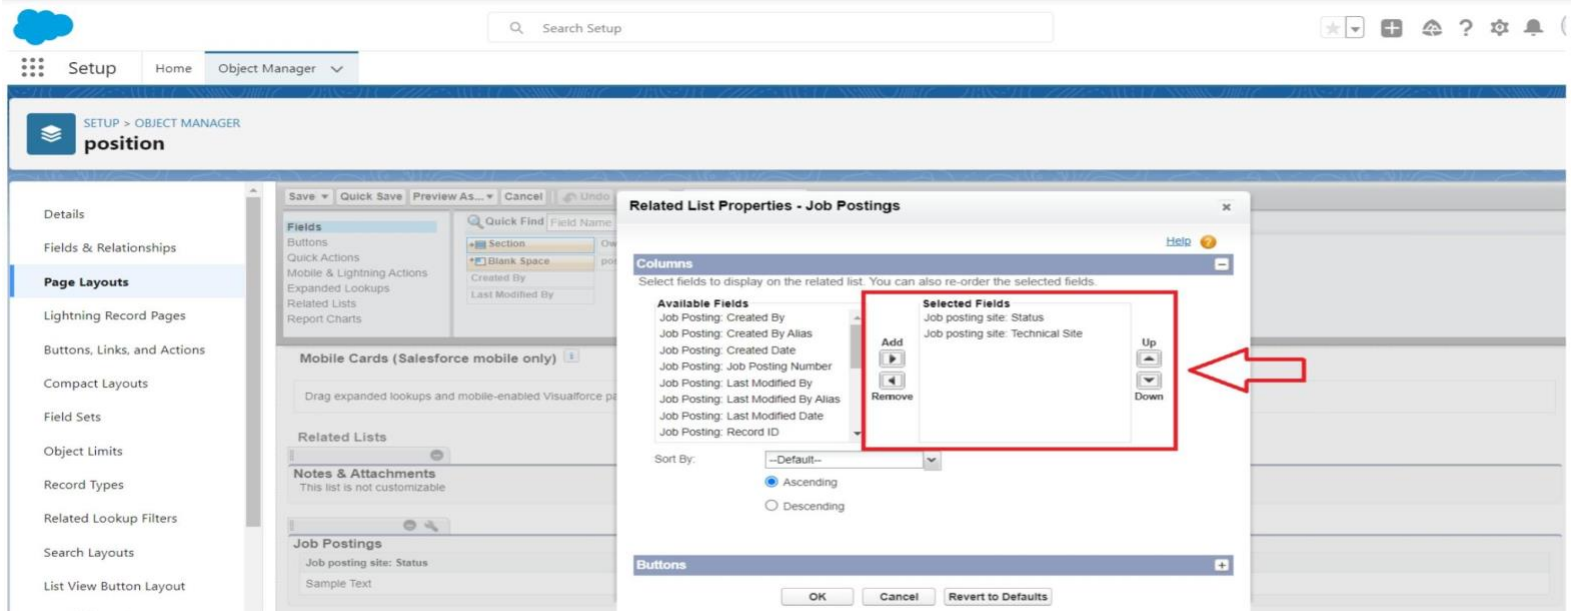 Search Setup
Setup Home Object Manager
SETUP > OBJECT MANAGER
position
Details
Fields & Relationships
Page Layouts
Lightning Record Pages
Buttons, Links, and Actions
Compact Layouts
Field Sets
Object Limits
Record Types
Related Lookup Filters
Search Layouts
List View Button Layout
Save Quick Save Preview As... Cancel Undo
Fields
Buttons
Quick Actions
Mobile & Lightning Actions
Expanded Lookups
Related Lists
Report Charts
Quick Find Field Name
Section Ow
Blank Space pos
Created By
Last Modified By
Mobile Cards (Salesforce mobile only) i
Drag expanded lookups and mobile-enabled Visualforce pa
Related Lists
Notes & Attachments
This list is not customizable
Job Postings
Job posting site: Status
Sample Text
Related List Properties - Job Postings
Help ?
Columns
Select fields to display on the related list. You can also re-order the selected fields.
Available Fields
Job Posting: Created By
Job Posting: Created By Alias
Job Posting: Created Date
Job Posting: Job Posting Number
Job Posting: Last Modified By
Job Posting: Last Modified By Alias
Job Posting: Last Modified Date
Job Posting: Record ID
Add
Remove
Selected Fields
Job posting site: Status
Job posting site: Technical Site
Up
Down
Sort By: --Default--
Ascending
Descending
Buttons
OK Cancel Revert to Defaults